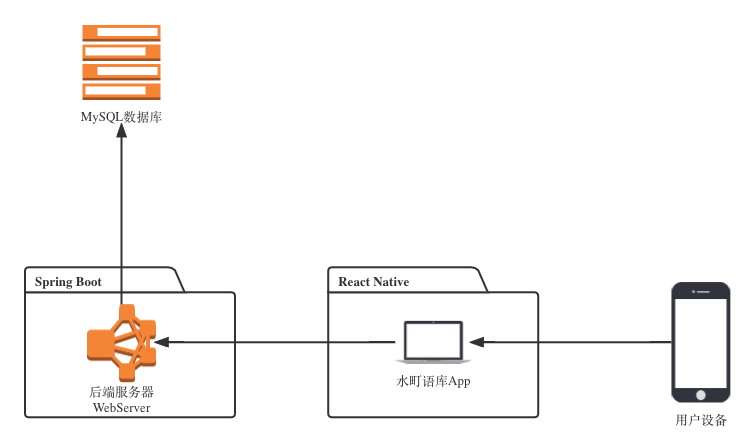 MySQL数据库
Spring Boot
React Native
后端服务器
WebServer
水町语库App
用户设备